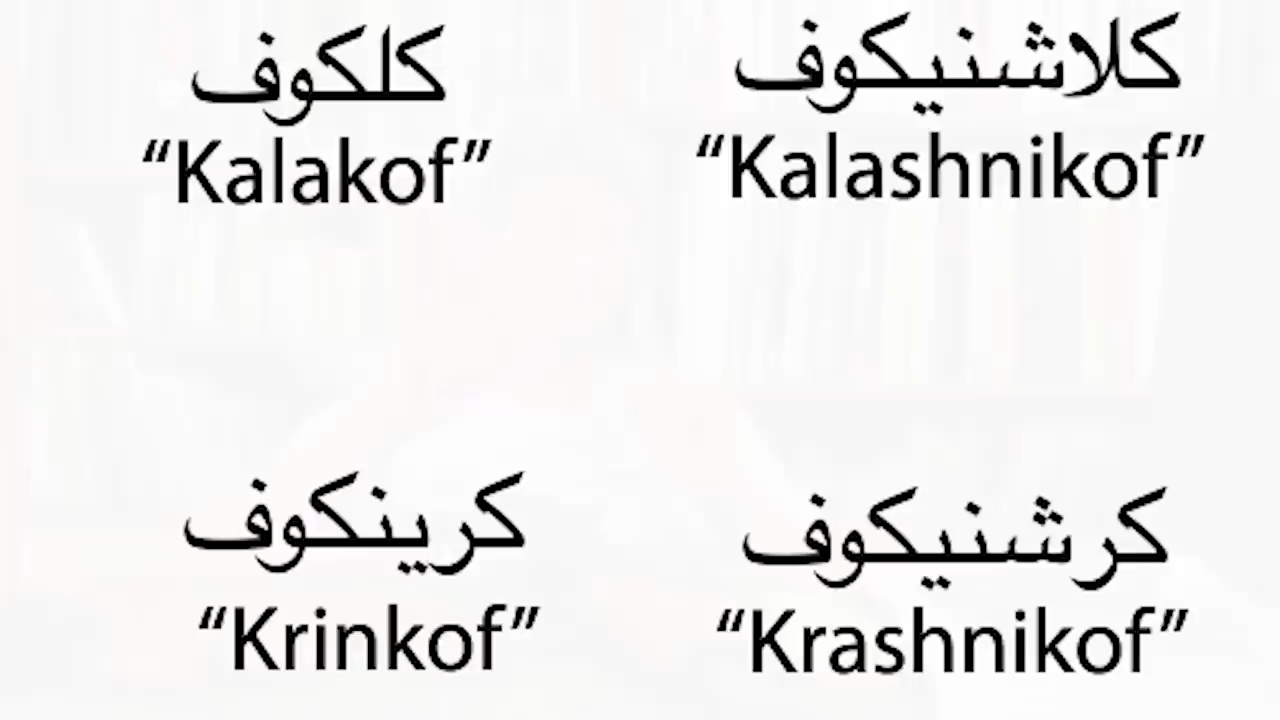 كلكوف
“Kalakof”
كلاشنيكوف
“Kalashnikof”
كرينكوف
“Krinkof”
كرشنيكوف
“Krashnikof”